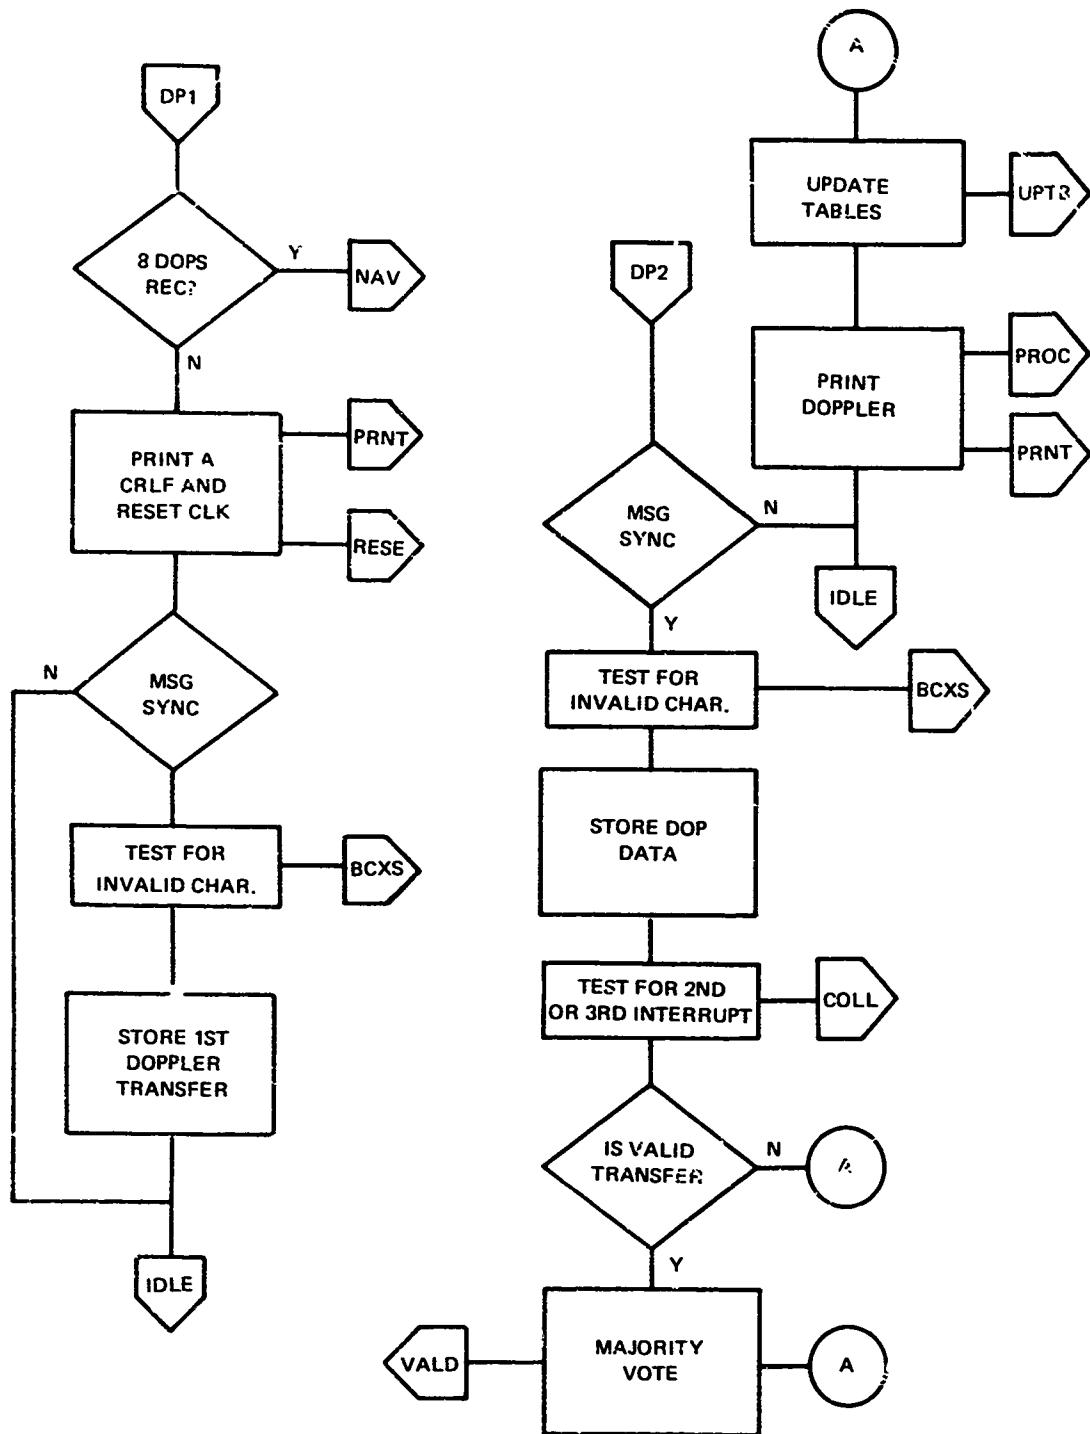 DP1
8 DOPS
REC?
Y
NAV
N
PRINT A
CRLF AND
RESET CLK
PRNT
RESE
N
MSG
SYNC
TEST FOR
INVALID CHAR.
BCXS
STORE 1ST
DOPPLER
TRANSFER
IDLE
DP2
MSG
SYNC
N
Y
TEST FOR
INVALID CHAR.
BCXS
STORE DOP
DATA
TEST FOR 2ND
OR 3RD INTERRUPT
COLL
IS VALID
TRANSFER
N
A
Y
MAJORITY
VOTE
VALD
A
A
UPDATE
TABLES
UPTB
PRINT
DOPPLER
PROC
PRNT
IDLE